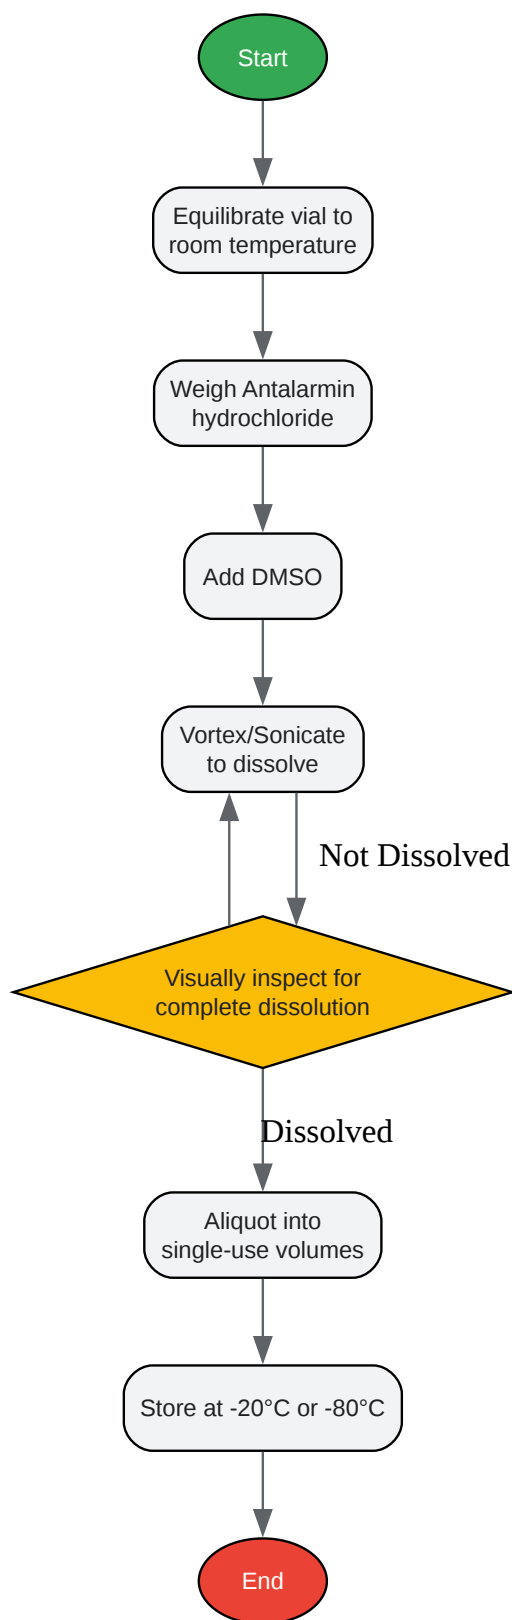 Start
Equilibrate vial to
room temperature
Weigh Antalarmin
hydrochloride
Add DMSO
Vortex/Sonicate
to dissolve
Not Dissolved
Visually inspect for
complete dissolution
Dissolved
Aliquot into
single-use volumes
Store at -20°C or -80°C
End